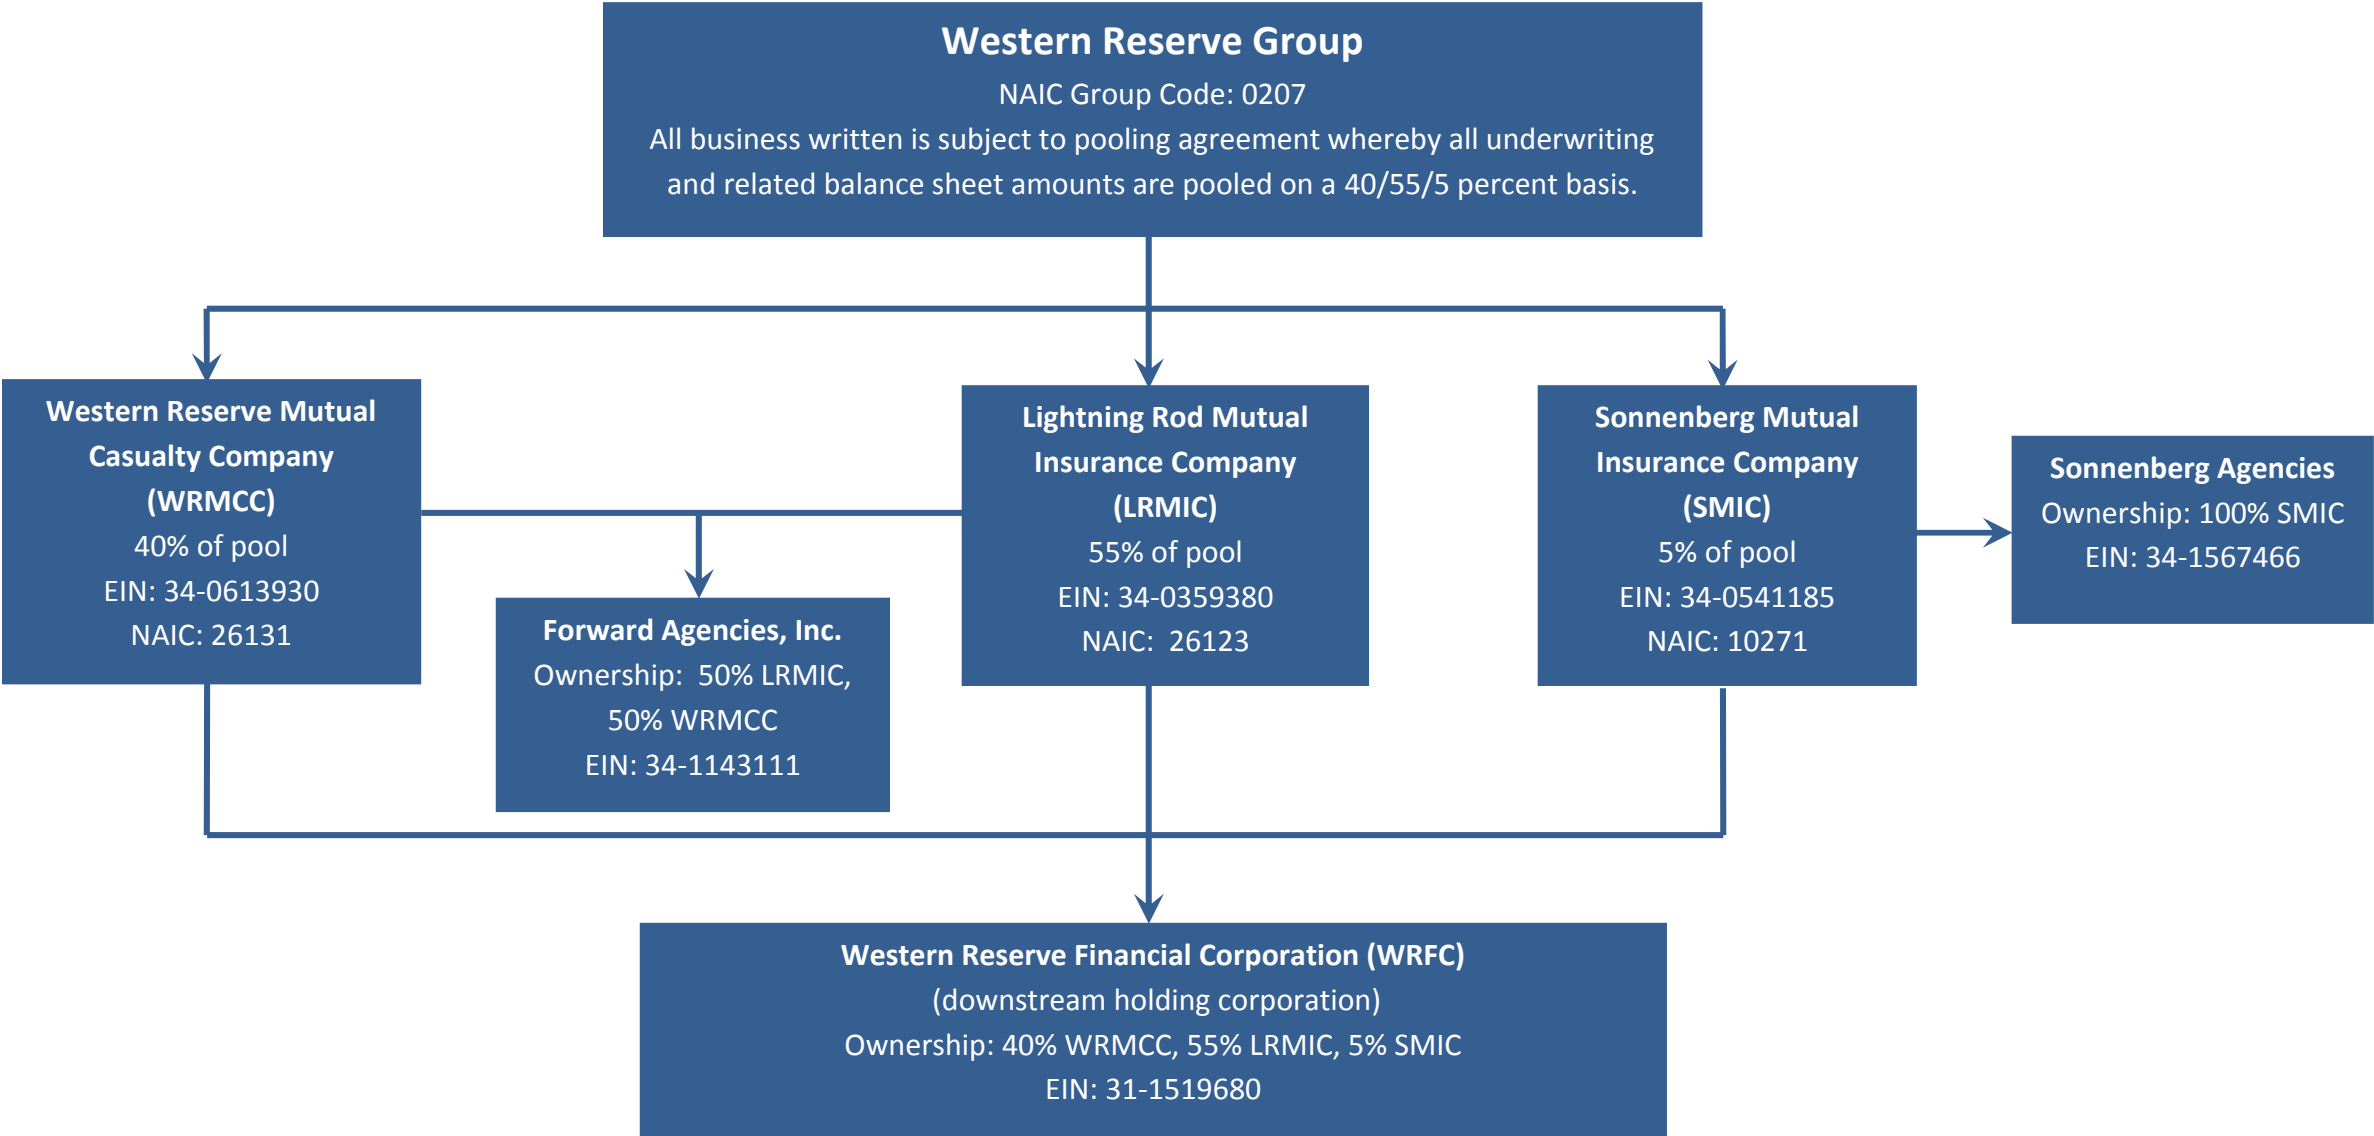 Western Reserve Group
NAIC Group Code: 0207
All business written is subject to pooling agreement whereby all underwriting
and related balance sheet amounts are pooled on a 40/55/5 percent basis.
Western Reserve Mutual
Casualty Company
(WRMCC)
40% of pool
EIN: 34-0613930
NAIC: 26131
Forward Agencies, Inc.
Ownership:  50% LRMIC,
50% WRMCC
EIN: 34-1143111
Lightning Rod Mutual
Insurance Company
(LRMIC)
55% of pool
EIN: 34-0359380
NAIC:  26123
Sonnenberg Mutual
Insurance Company
(SMIC)
5% of pool
EIN: 34-0541185
NAIC: 10271
Sonnenberg Agencies
Ownership: 100% SMIC
EIN: 34-1567466
Western Reserve Financial Corporation (WRFC)
(downstream holding corporation)
Ownership: 40% WRMCC, 55% LRMIC, 5% SMIC
EIN: 31-1519680